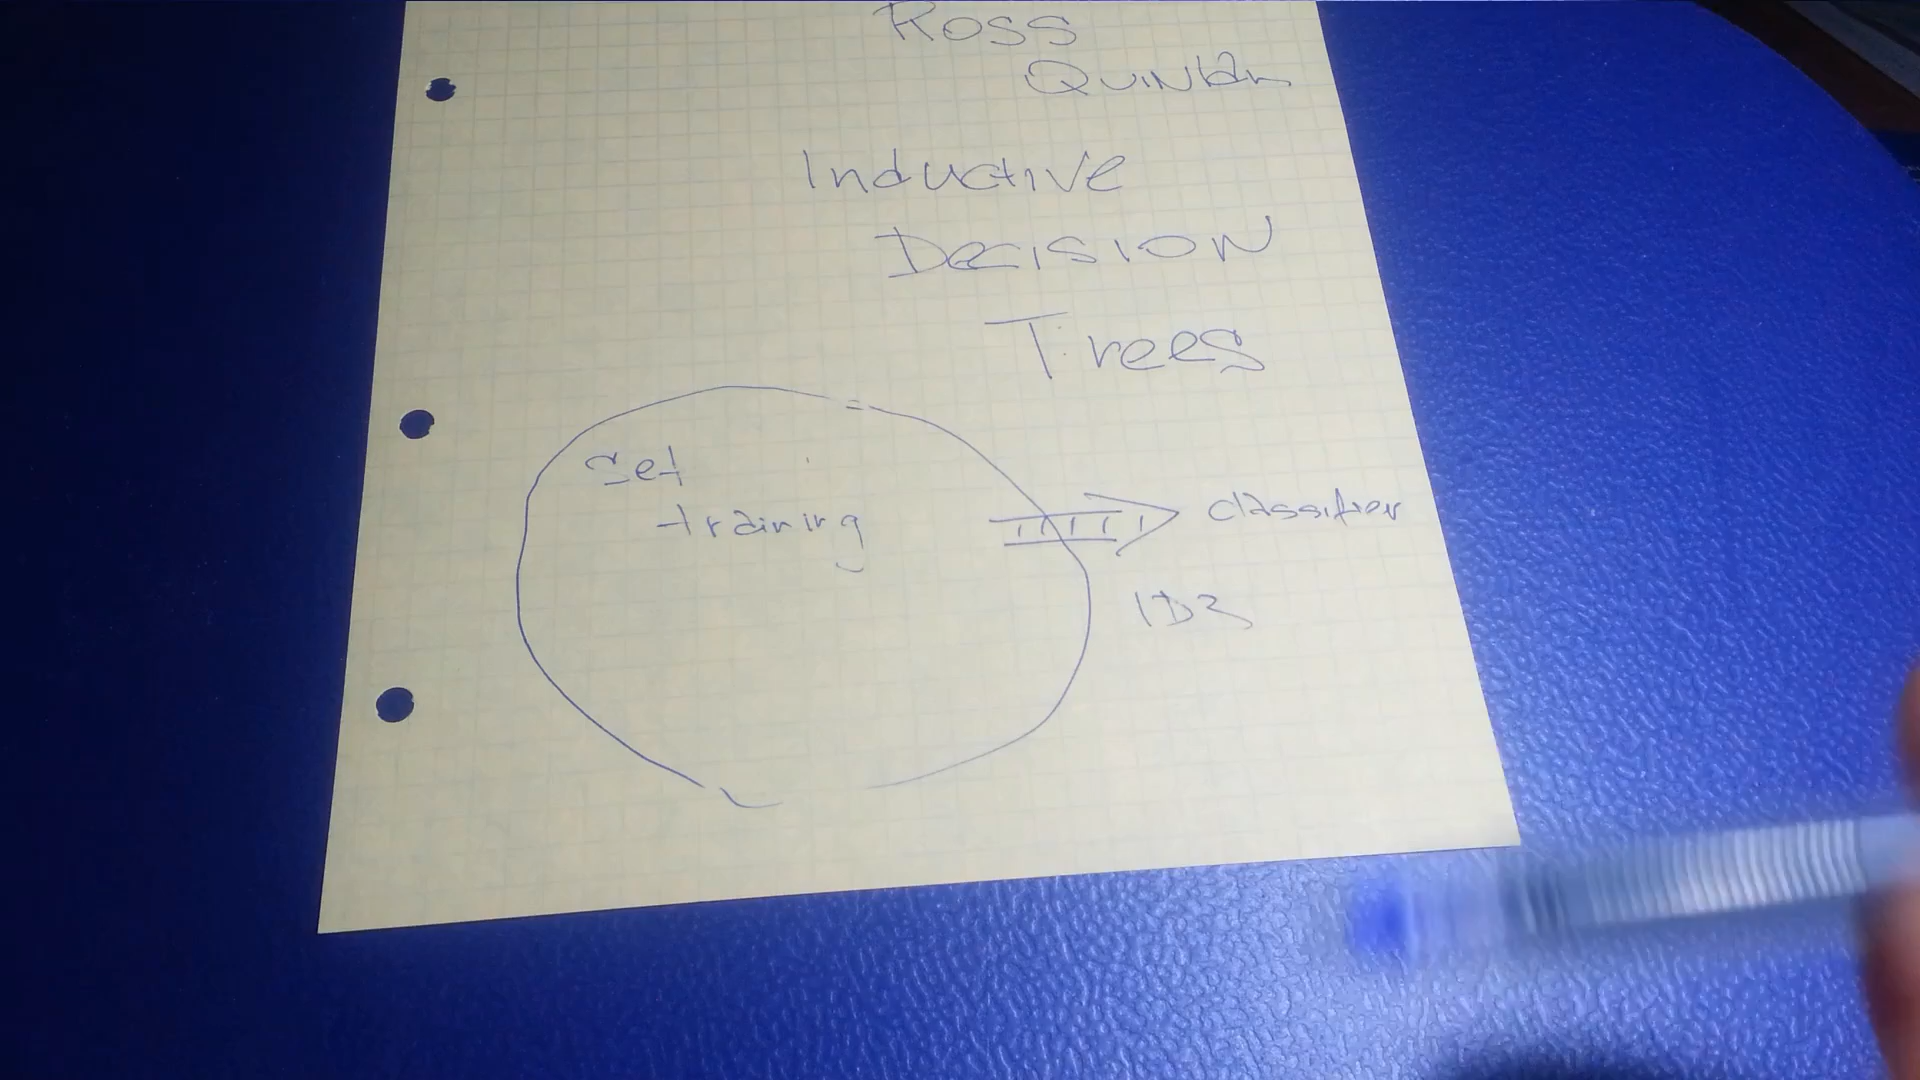 Ross
Quinlan
Inductive
Decision
Trees
Set
training
classifier
ID3